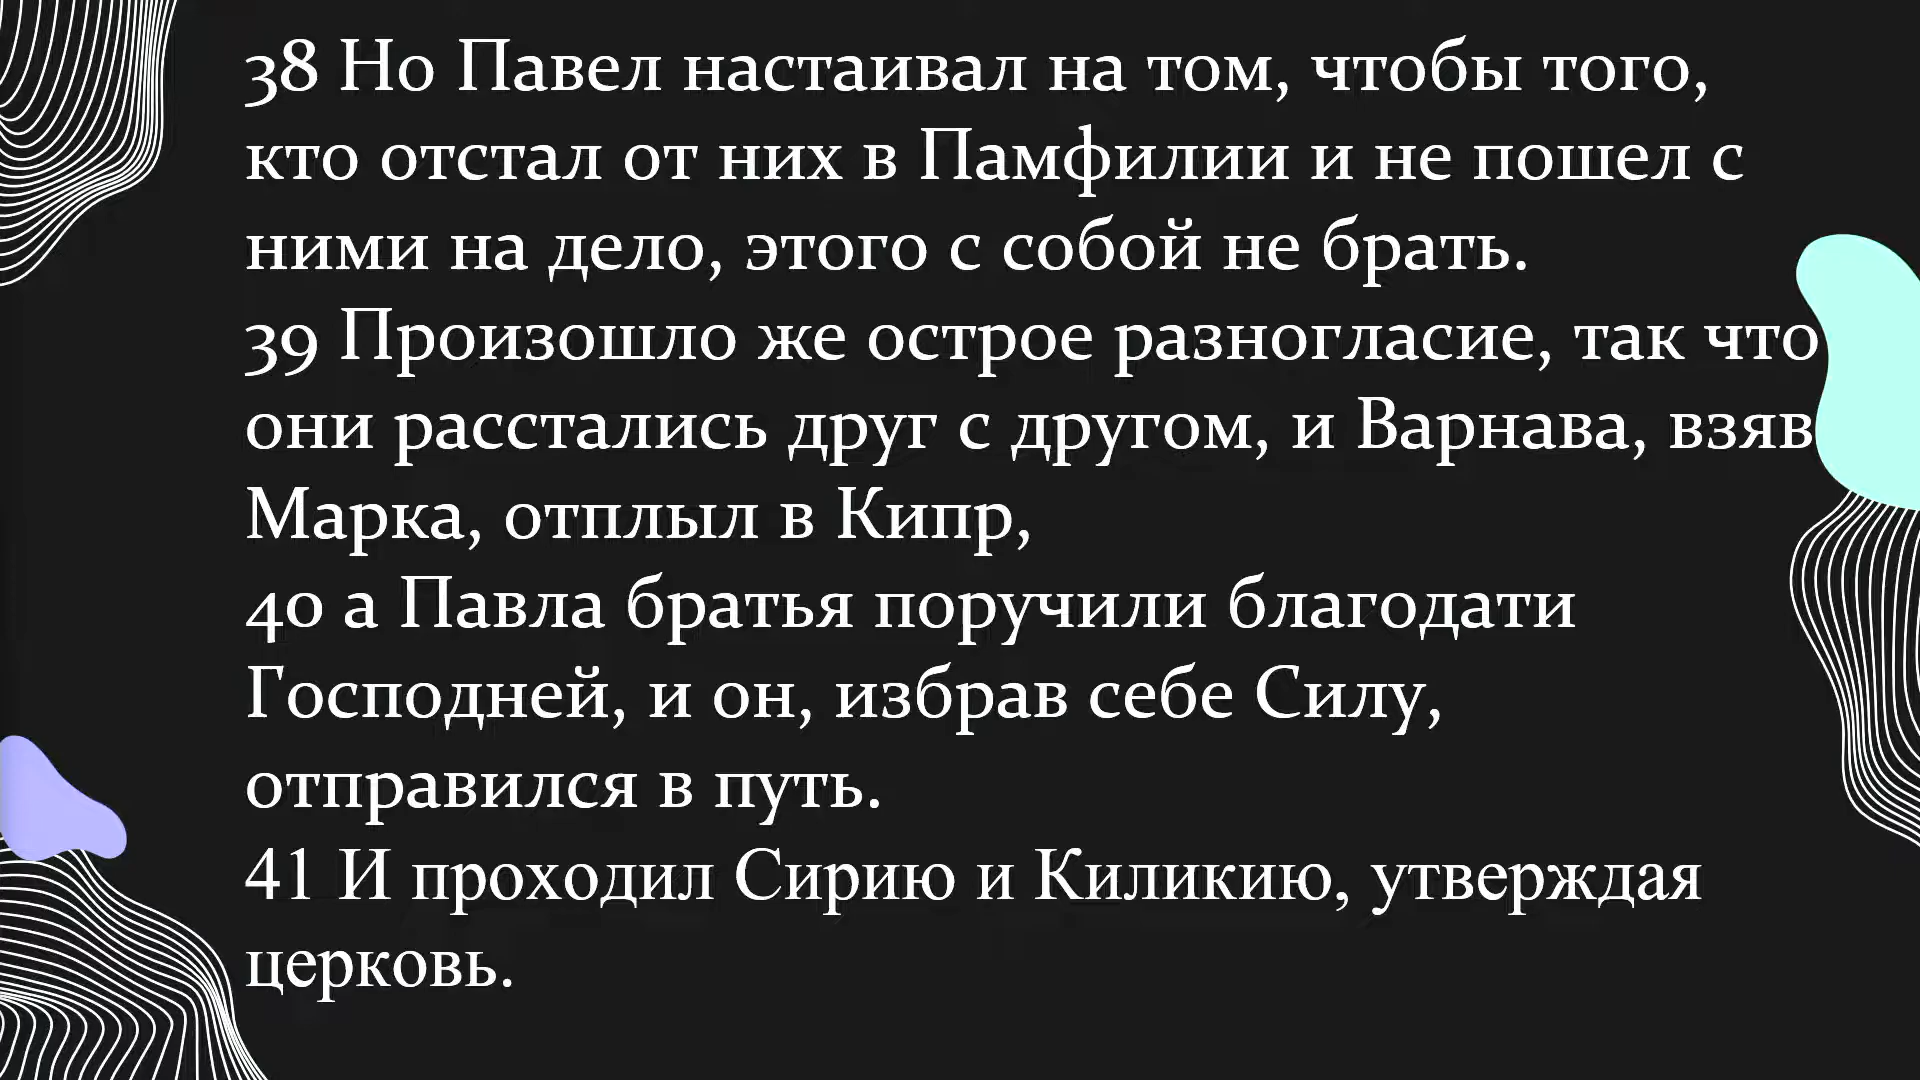 38 Но Павел настаивал на том, чтобы того,
кто отстал от них в Памфилии и не пошел с
ними на дело, этого с собой не брать.
39 Произошло же острое разногласие, так что
они расстались друг с другом, и Варнава, взяв
Марка, отплыл в Кипр,
40 а Павла братья поручили благодати
Господней, и он, избрав себе Силу,
отправился в путь.
41 И проходил Сирию и Киликию, утверждая
церковь.